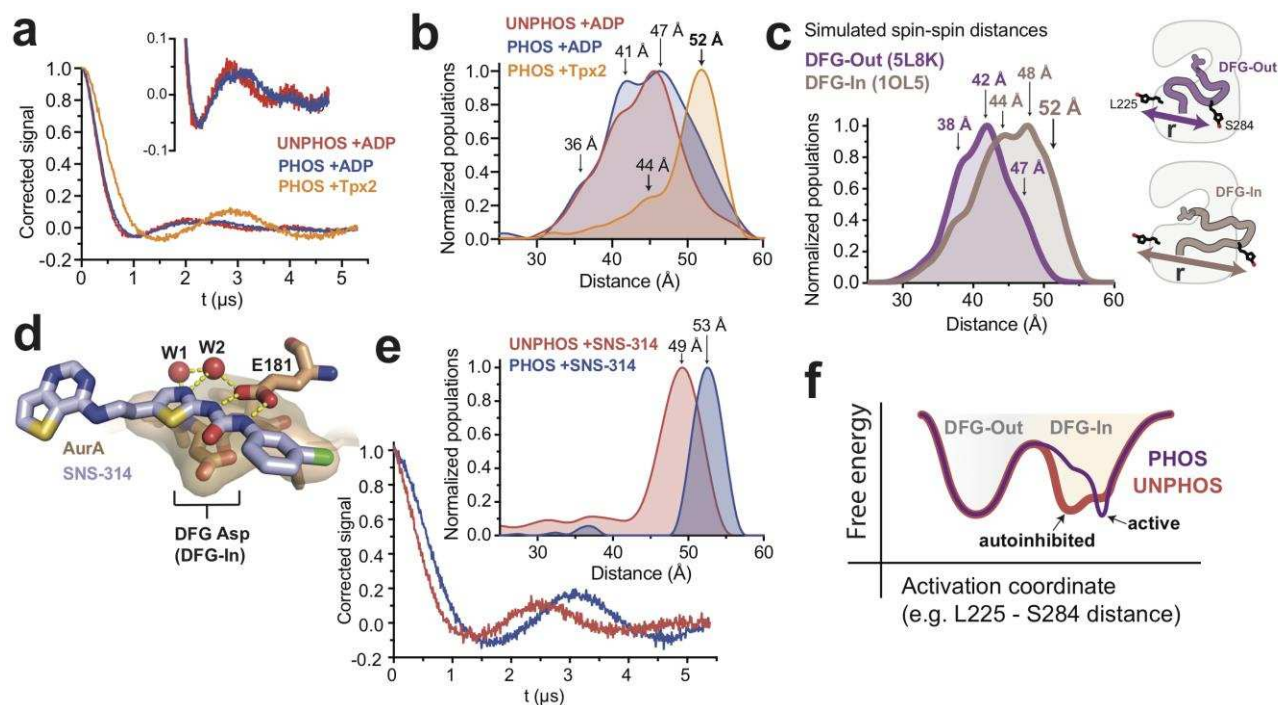 a
0.1
0.0
-0.1
1.0
0.8
0.6
0.4
0.2
0.0
-0.2
Corrected signal
UNPHOS +ADP
PHOS +ADP
PHOS +Tpx2
0 1 2 3 4 5
t (µs)
b
UNPHOS +ADP
PHOS +ADP
PHOS +Tpx2
47 Å
41 Å
52 Å
36 Å
44 Å
1.0
0.8
0.6
0.4
0.2
0.0
Normalized populations
30 40 50 60
Distance (Å)
c
Simulated spin-spin distances
DFG-Out (5L8K)
DFG-In (1OL5)
42 Å
48 Å
44 Å
52 Å
38 Å
47 Å
1.0
0.8
0.6
0.4
0.2
0.0
Normalized populations
30 40 50 60
Distance (Å)
DFG-Out
L225
S284
r
DFG-In
r
d
W1
W2
E181
AurA
SNS-314
DFG Asp
(DFG-In)
e
UNPHOS +SNS-314
PHOS +SNS-314
53 Å
49 Å
1.0
0.8
0.6
0.4
0.2
0.0
Normalized populations
30 40 50 60
Distance (Å)
1.0
0.8
0.6
0.4
0.2
0.0
-0.2
Corrected signal
0 1 2 3 4 5
t (µs)
f
DFG-Out
DFG-In
PHOS
UNPHOS
active
autoinhibited
Free energy
Activation coordinate
(e.g. L225 - S284 distance)